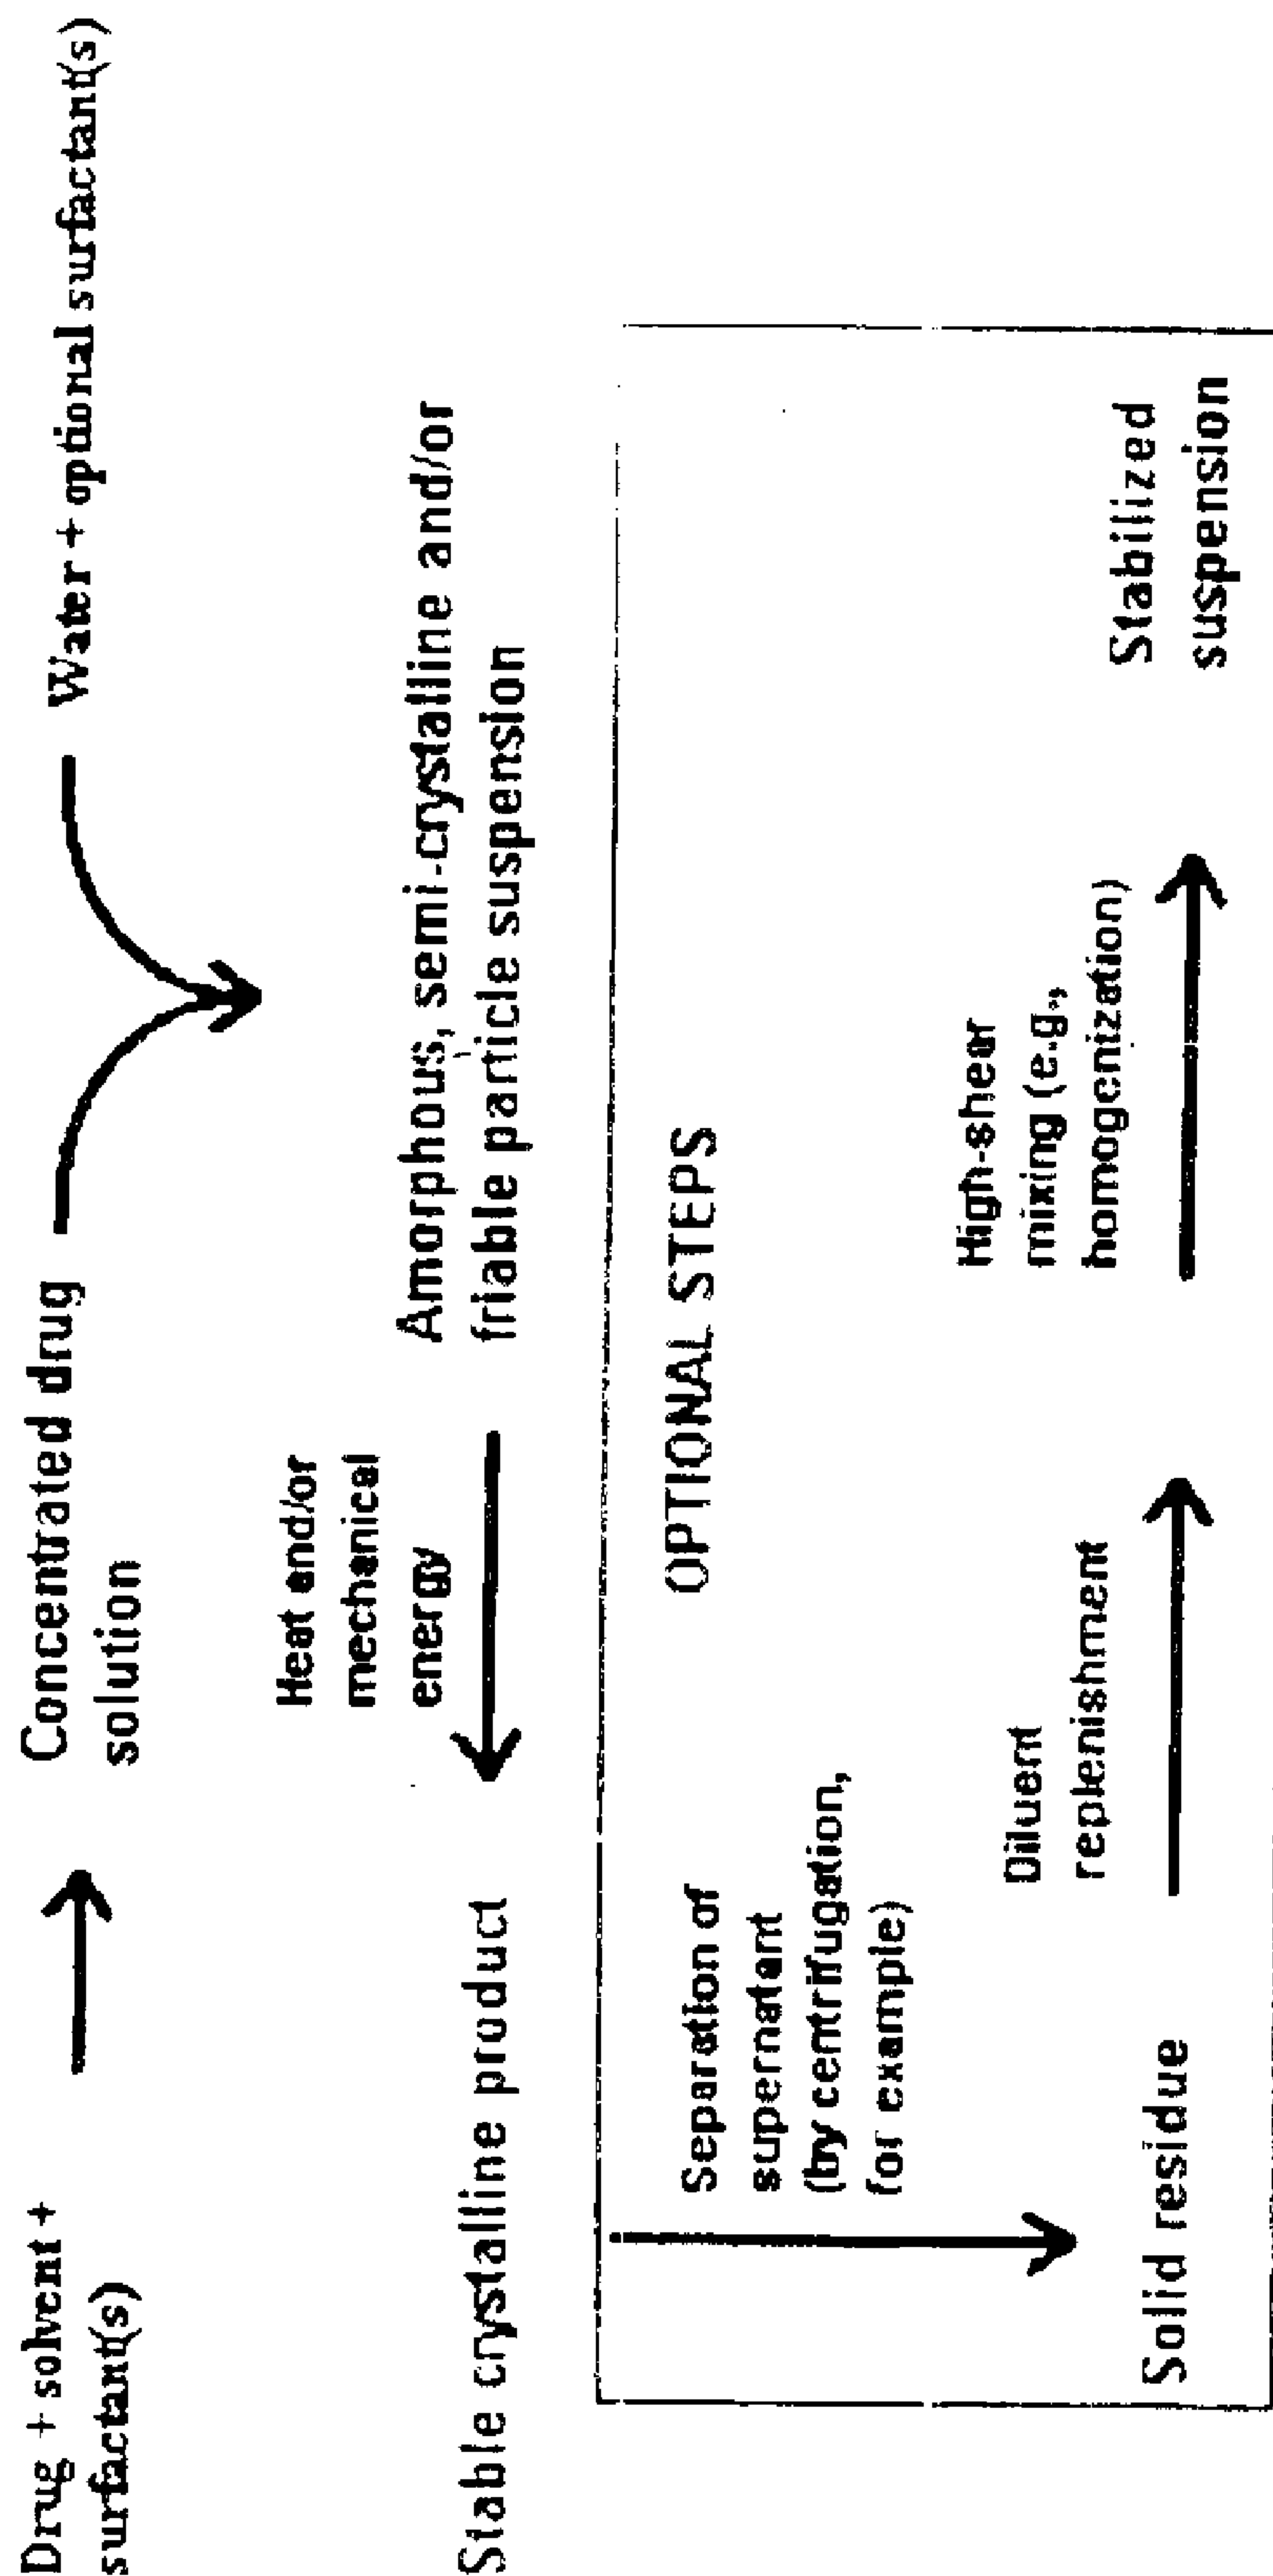 Drug + solvent +
surfactant(s)
Concentrated drug
solution
Water + optional surfactant(s)
Amorphous, semi-crystalline and/or
friable particle suspension
Heat and/or
mechanical
energy
Stable crystalline product
OPTIONAL STEPS
Separation of
supernatant
(by centrifugation,
for example)
Solid residue
Diluent
replenishment
High-shear
mixing (e.g.,
homogenization)
Stabilized
suspension